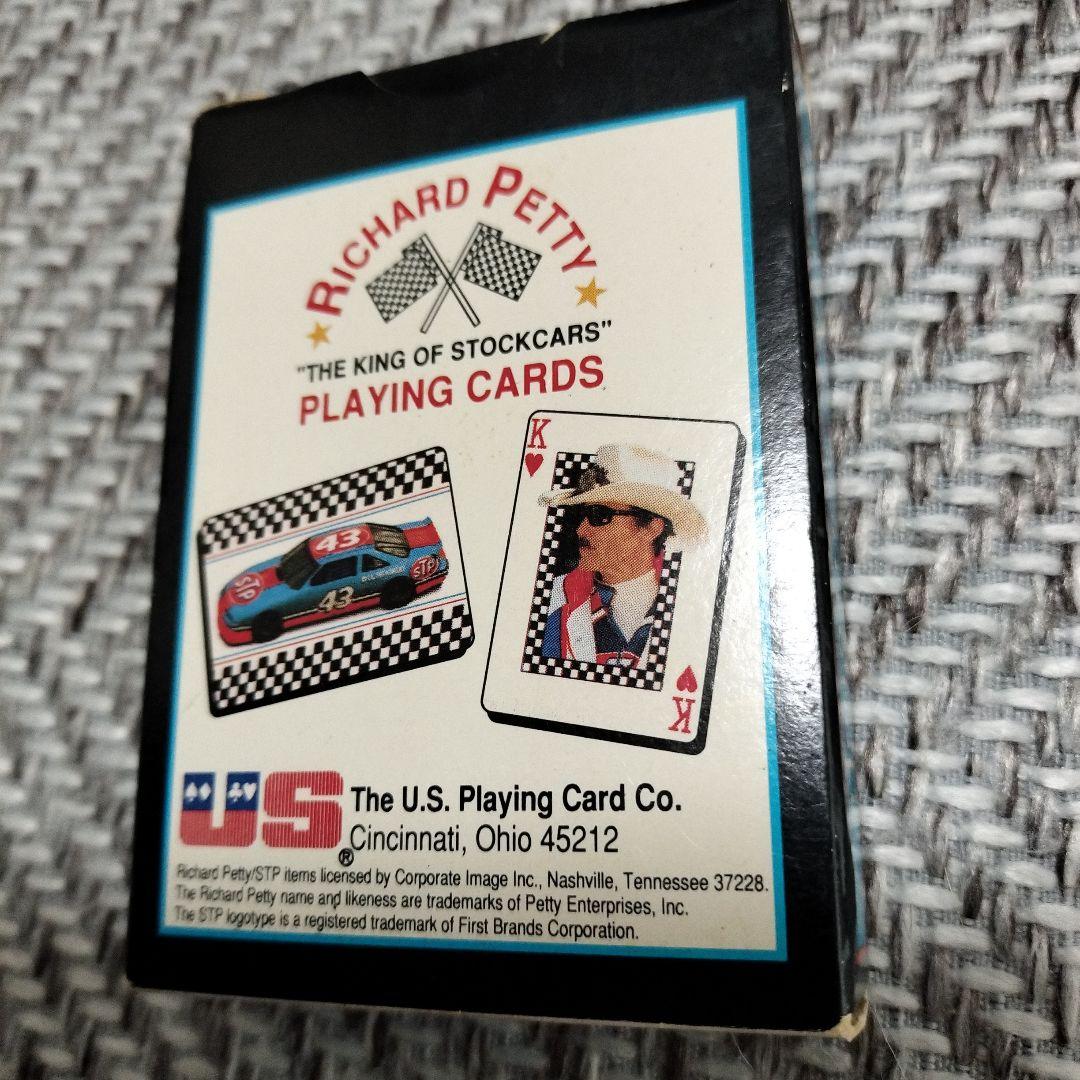 RICHARD PETTY
"THE KING OF STOCKCARS"
PLAYING CARDS
K
43
STP
STP
43
K
US
®
The U.S. Playing Card Co.
Cincinnati, Ohio 45212
Richard Petty/STP items licensed by Corporate Image Inc., Nashville, Tennessee 37228.
The Richard Petty name and likeness are trademarks of Petty Enterprises, Inc.
The STP logotype is a registered trademark of First Brands Corporation.